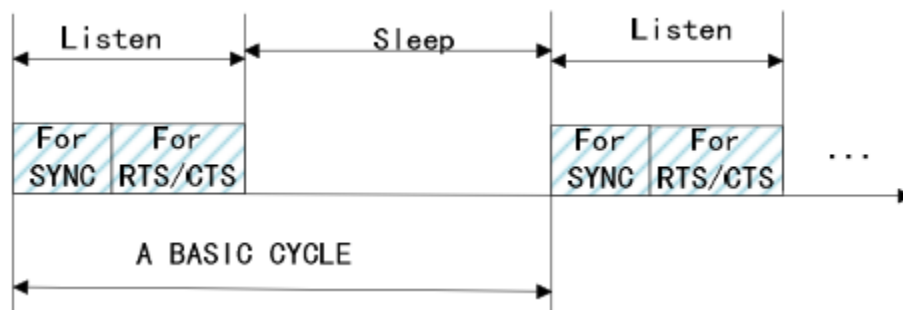 Listen
Sleep
Listen
For
SYNC
For
RTS/CTS
For
SYNC
For
RTS/CTS
...
A BASIC CYCLE